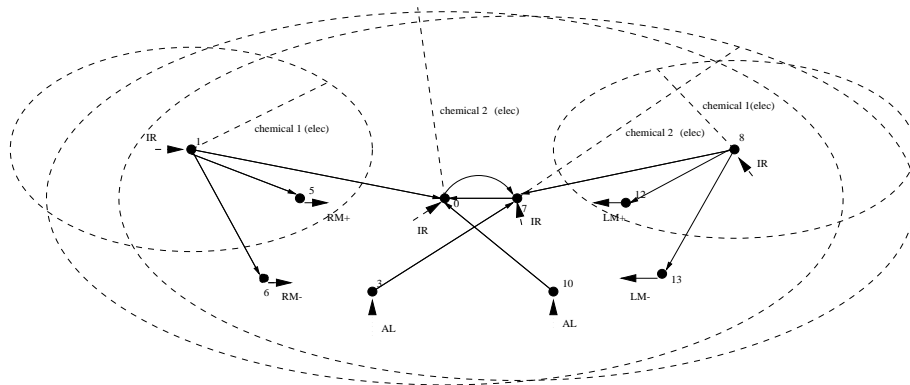 chemical 2 (elec)
chemical 1(elec)
chemical 1 (elec)
chemical 2 (elec)
IR
1
8
IR
5
RM+
0
7
12
LM+
IR
IR
6
RM-
3
10
13
LM-
AL
AL